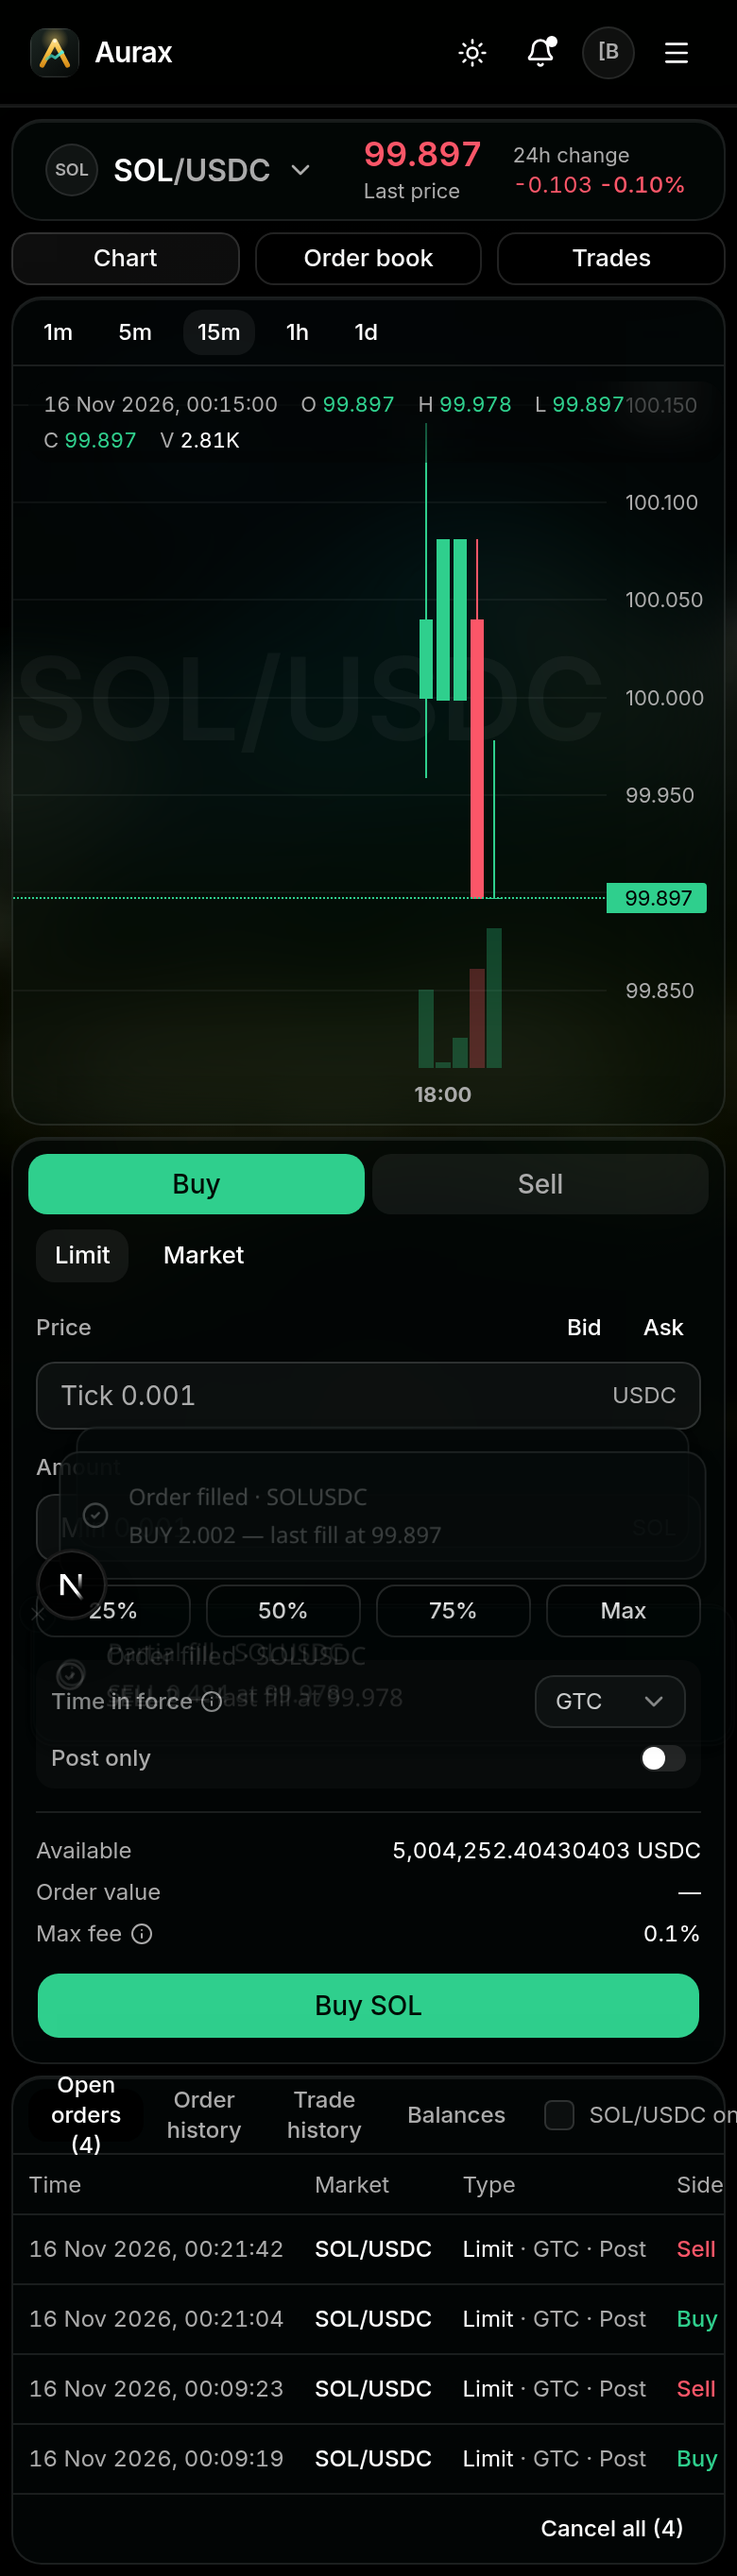 Aurax
[B
SOL SOL/USDC
99.897
Last price
24h change
-0.103 -0.10%
Chart Order book Trades
1m 5m 15m 1h 1d
16 Nov 2026, 00:15:00 O 99.897 H 99.978 L 99.897
100.150
C 99.897 V 2.81K
100.100
100.050
SOL/USDC
100.000
99.950
99.897
99.850
18:00
Buy Sell
Limit Market
Price Bid Ask
Tick 0.001 USDC
Amount
Order filled · SOLUSDC
BUY 2.002 — last fill at 99.897
SOL
N
25% 50% 75% Max
Order filled · SOLUSDC
Partial fill · SOLUSDC
Time in force GTC
last fill at 99.978
Post only
Available 5,004,252.40430403 USDC
Order value —
Max fee 0.1%
Buy SOL
Open orders (4) Order history Trade history Balances SOL/USDC
Time Market Type Side
16 Nov 2026, 00:21:42 SOL/USDC Limit · GTC · Post Sell
16 Nov 2026, 00:21:04 SOL/USDC Limit · GTC · Post Buy
16 Nov 2026, 00:09:23 SOL/USDC Limit · GTC · Post Sell
16 Nov 2026, 00:09:19 SOL/USDC Limit · GTC · Post Buy
Cancel all (4)